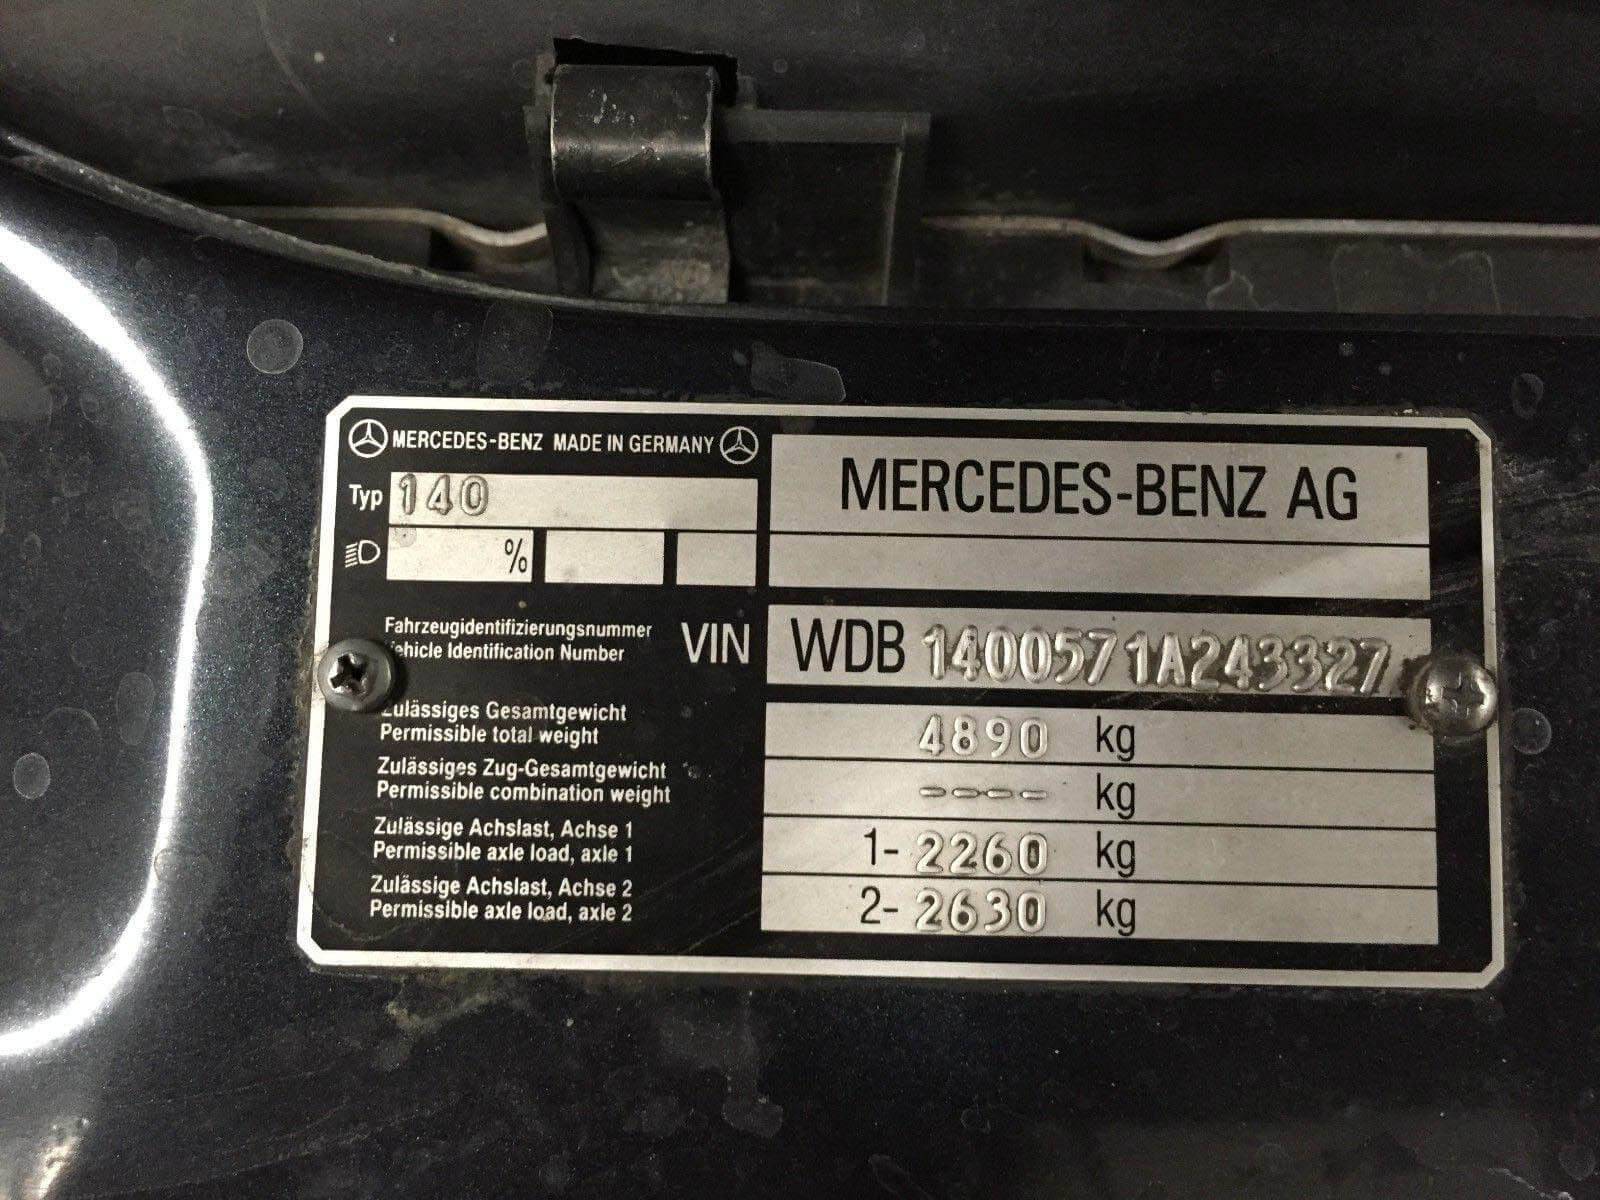 MERCEDES-BENZ MADE IN GERMANY
MERCEDES-BENZ AG
Typ 140
%
Fahrzeugidentifizierungsnummer
Vehicle Identification Number
VIN WDB 1400571A243327
Zulässiges Gesamtgewicht
Permissible total weight
4890 kg
Zulässiges Zug-Gesamtgewicht
Permissible combination weight
---- kg
Zulässige Achslast, Achse 1
Permissible axle load, axle 1
1- 2260 kg
Zulässige Achslast, Achse 2
Permissible axle load, axle 2
2- 2630 kg